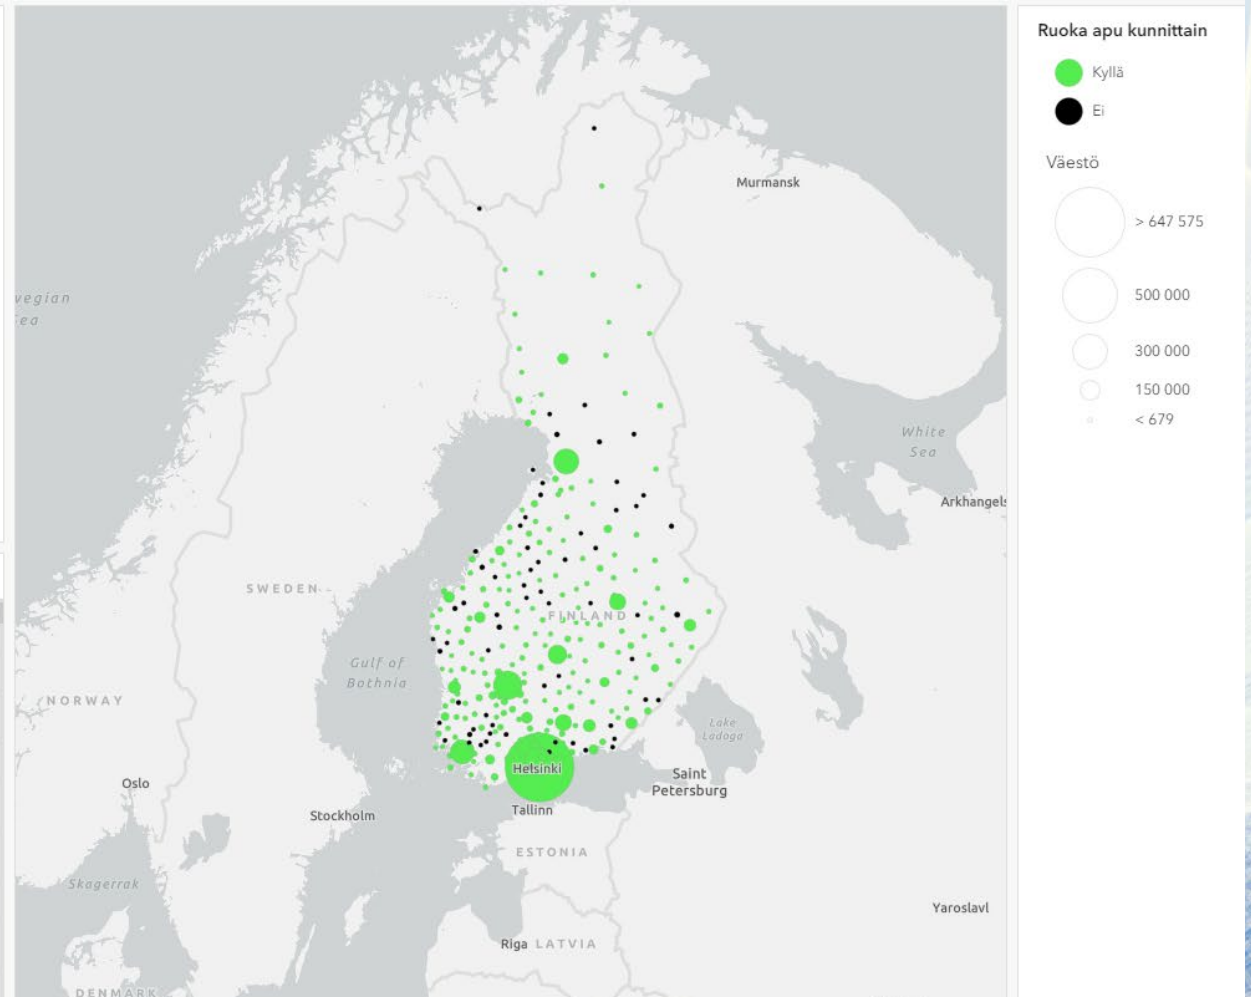 Ruoka apu kunnittain
Kyllä
Ei
Väestö
> 647 575
500 000
300 000
150 000
< 679
Murmansk
wegian
Sea
White
Sea
Arkhangels
SWEDEN
FINLAND
Gulf of
Bothnia
NORWAY
Lake
Ladoga
Helsinki
Saint
Petersburg
Oslo
Stockholm
Tallinn
ESTONIA
Skagerrak
Yaroslavl
Riga LATVIA
DENMARK